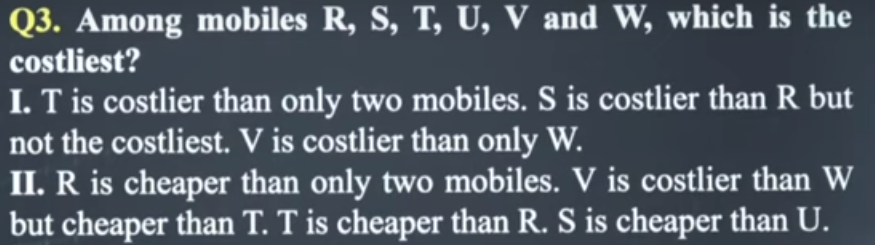 Q3. Among mobiles R, S, T, U, V and W, which is the
costliest?
I. T is costlier than only two mobiles. S is costlier than R but
not the costliest. V is costlier than only W.
II. R is cheaper than only two mobiles. V is costlier than W
but cheaper than T. T is cheaper than R. S is cheaper than U.